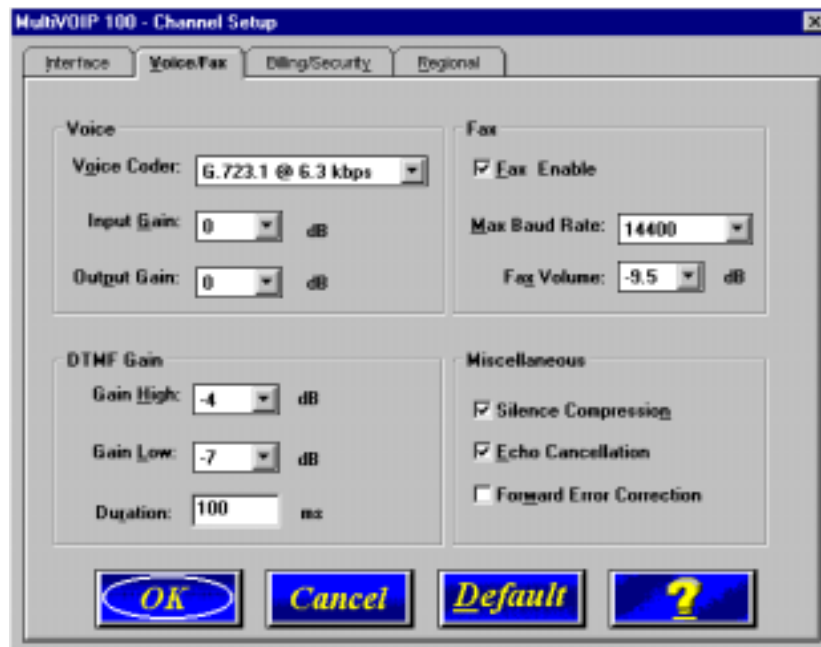 MultiVOIP 100 - Channel Setup
Interface
Voice/Fax
Billing/Security
Regional
Voice
Voice Coder: G.723.1 @ 6.3 kbps
Input Gain: 0 dB
Output Gain: 0 dB
Fax
Fax Enable
Max Baud Rate: 14400
Fax Volume: -9.5 dB
DTMF Gain
Gain High: -4 dB
Gain Low: -7 dB
Duration: 100 ms
Miscellaneous
Silence Compression
Echo Cancellation
Forward Error Correction
OK
Cancel
Default
?